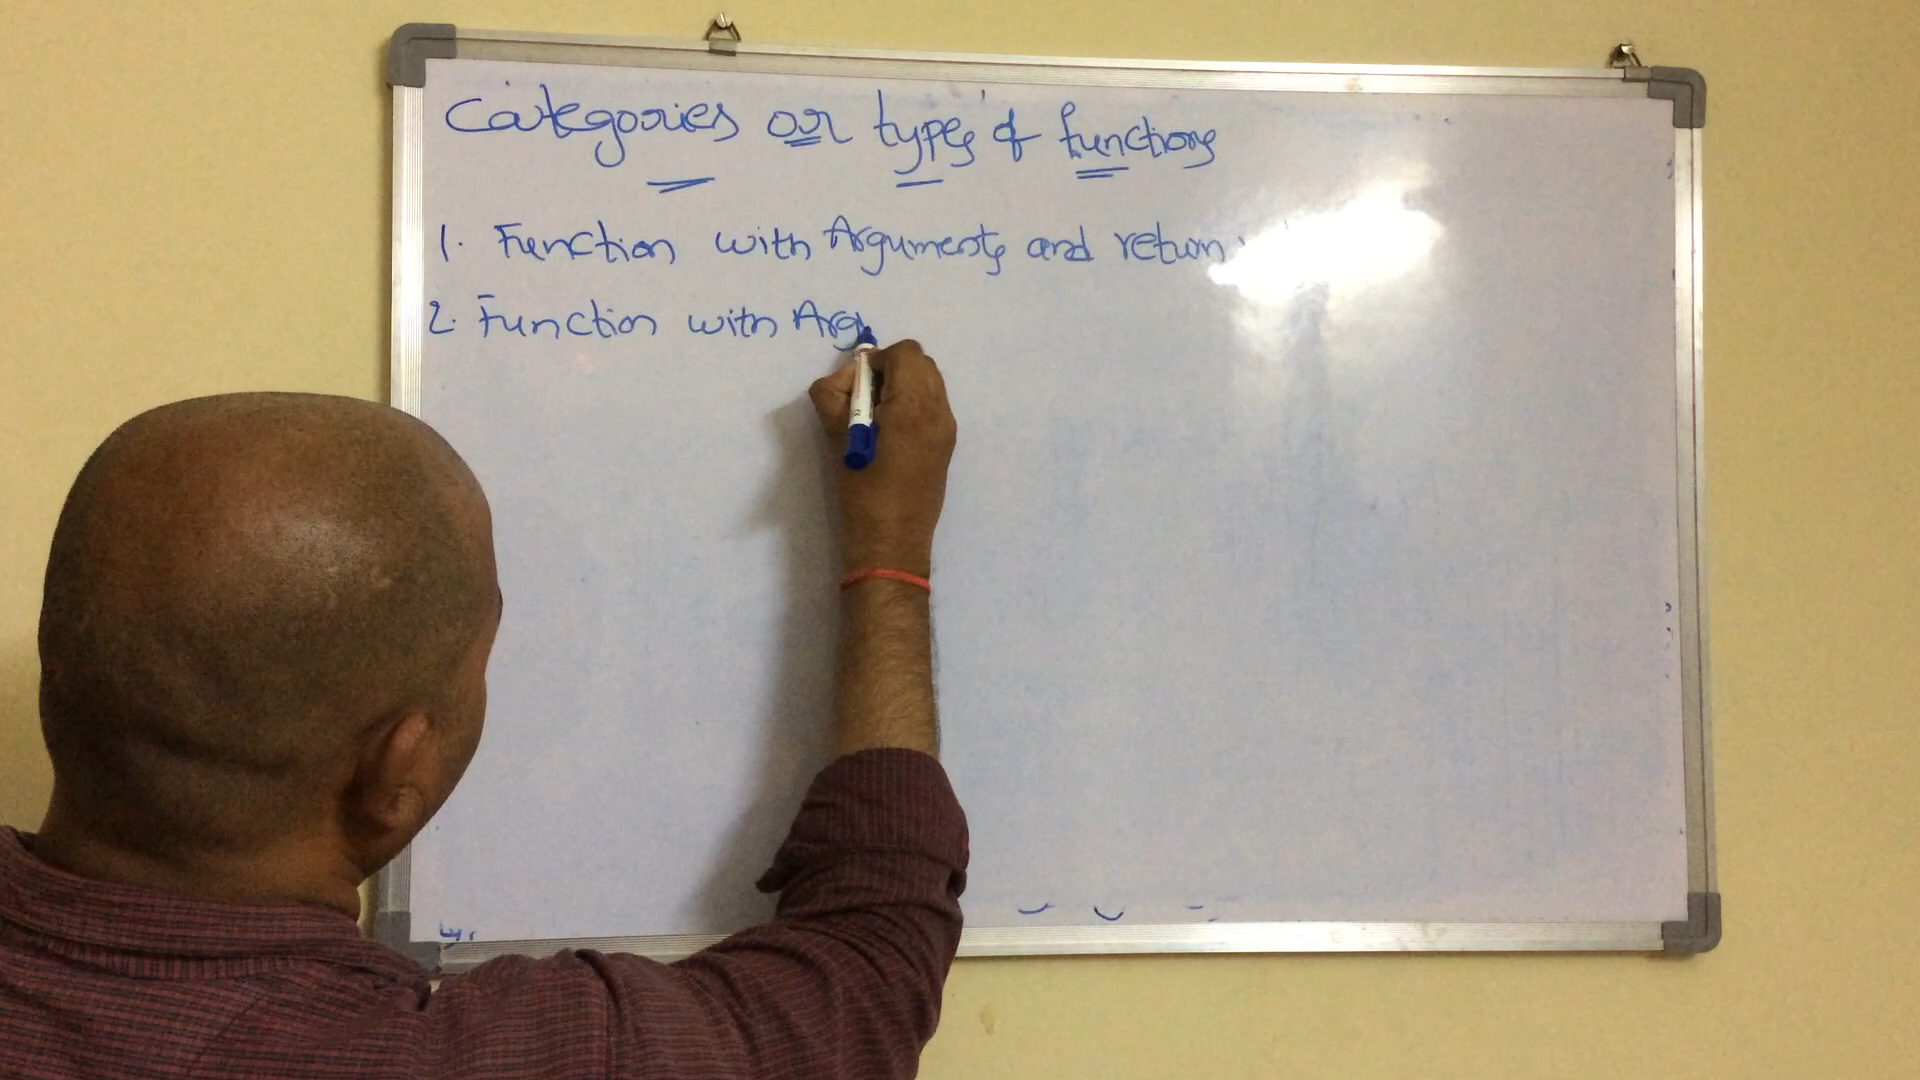 Categories or types of functions
1. Function with Arguments and return
2. Function with Arg